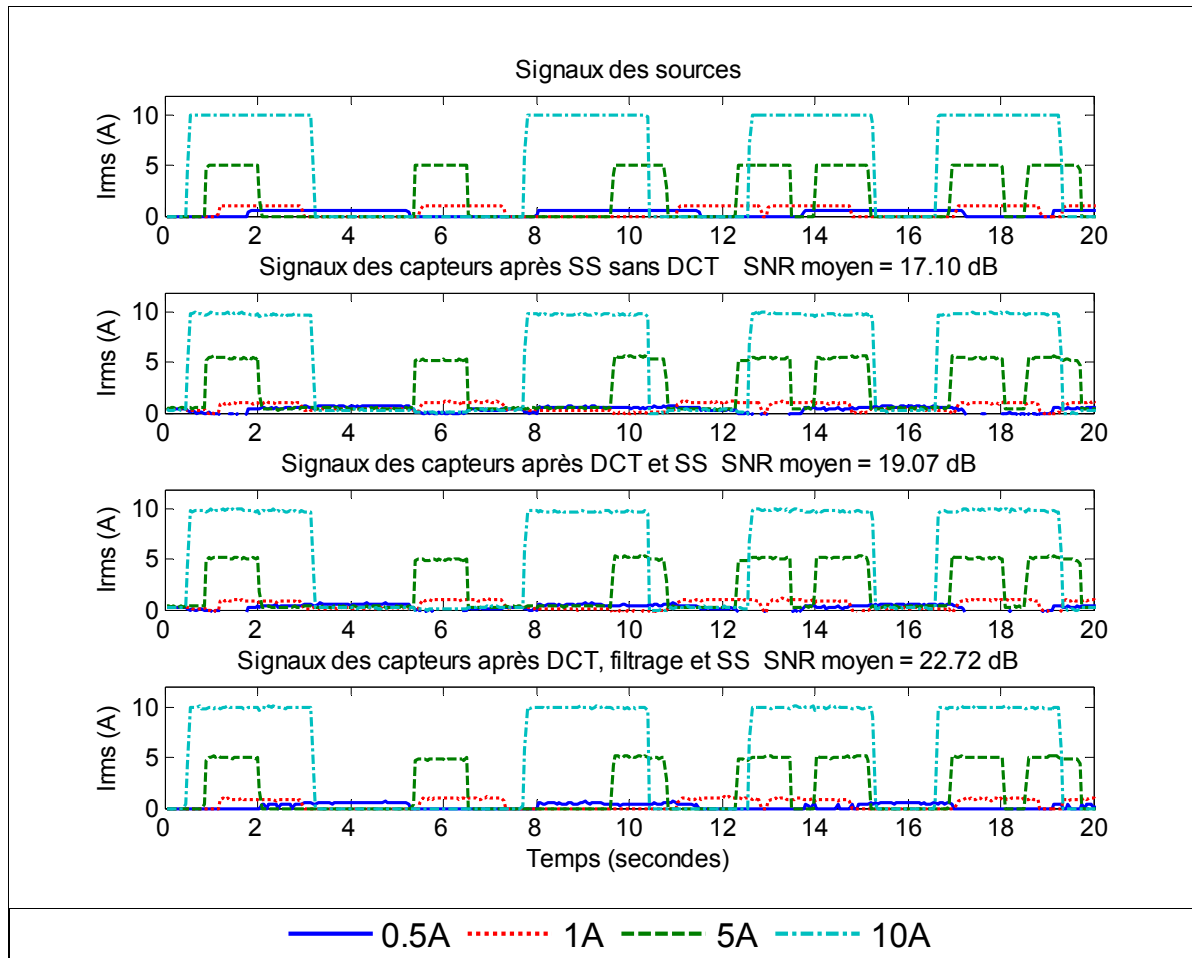 Signaux des sources
Irms (A)
10
5
0
0 2 4 6 8 10 12 14 16 18 20
Signaux des capteurs après SS sans DCT SNR moyen = 17.10 dB
Irms (A)
10
5
0
0 2 4 6 8 10 12 14 16 18 20
Signaux des capteurs après DCT et SS SNR moyen = 19.07 dB
Irms (A)
10
5
0
0 2 4 6 8 10 12 14 16 18 20
Signaux des capteurs après DCT, filtrage et SS SNR moyen = 22.72 dB
Irms (A)
10
5
0
0 2 4 6 8 10 12 14 16 18 20
Temps (secondes)
0.5A 1A 5A 10A